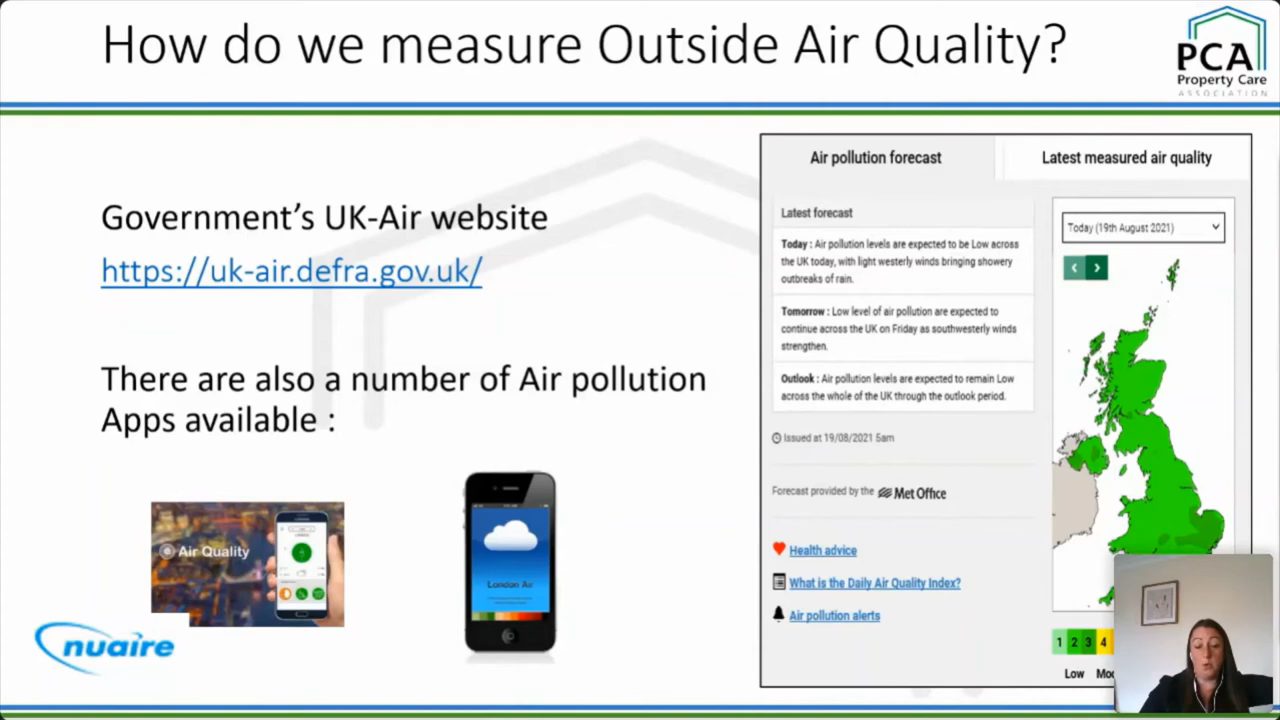 How do we measure Outside Air Quality?
PCA
Property Care
ASSOCIATION
Government's UK-Air website
https://uk-air.defra.gov.uk/
There are also a number of Air pollution
Apps available :
Air Quality
London Air
nuaire
Air pollution forecast
Latest measured air quality
Latest forecast
Today : Air pollution levels are expected to be Low across
the UK today, with light westerly winds bringing showery
outbreaks of rain.
Tomorrow : Low level of air pollution are expected to
continue across the UK on Friday as southwesterly winds
strengthen.
Outlook : Air pollution levels are expected to remain Low
across the whole of the UK through the outlook period.
Issued at 19/08/2021 5am
Forecast provided by the Met Office
Health advice
What is the Daily Air Quality Index?
Air pollution alerts
Today (19th August 2021)
1 2 3 4
Low Mo